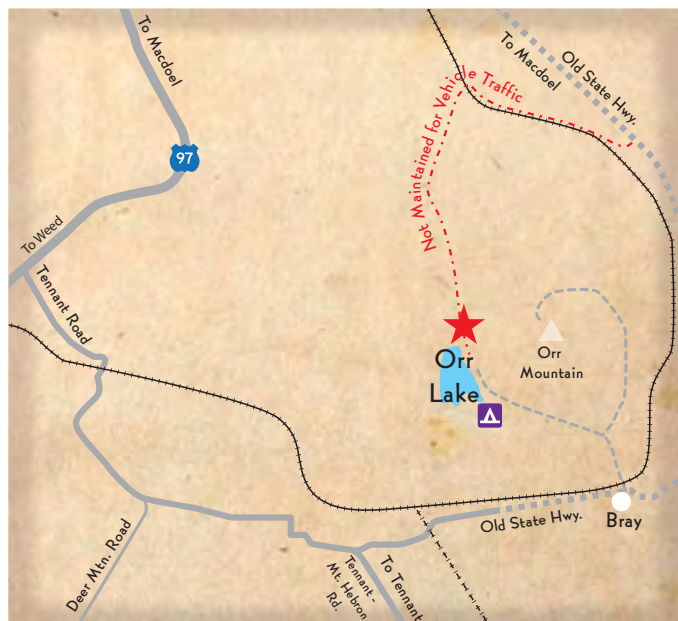 To Macdoel
To Macdoel
Old State Hwy.
Not Maintained for Vehicle Traffic
97
To Weed
Tennant Road
Orr
Lake
Orr
Mountain
Old State Hwy.
Bray
Deer Mtn. Road
Tennant -
Mt. Hebron
Rd.
To Tennant